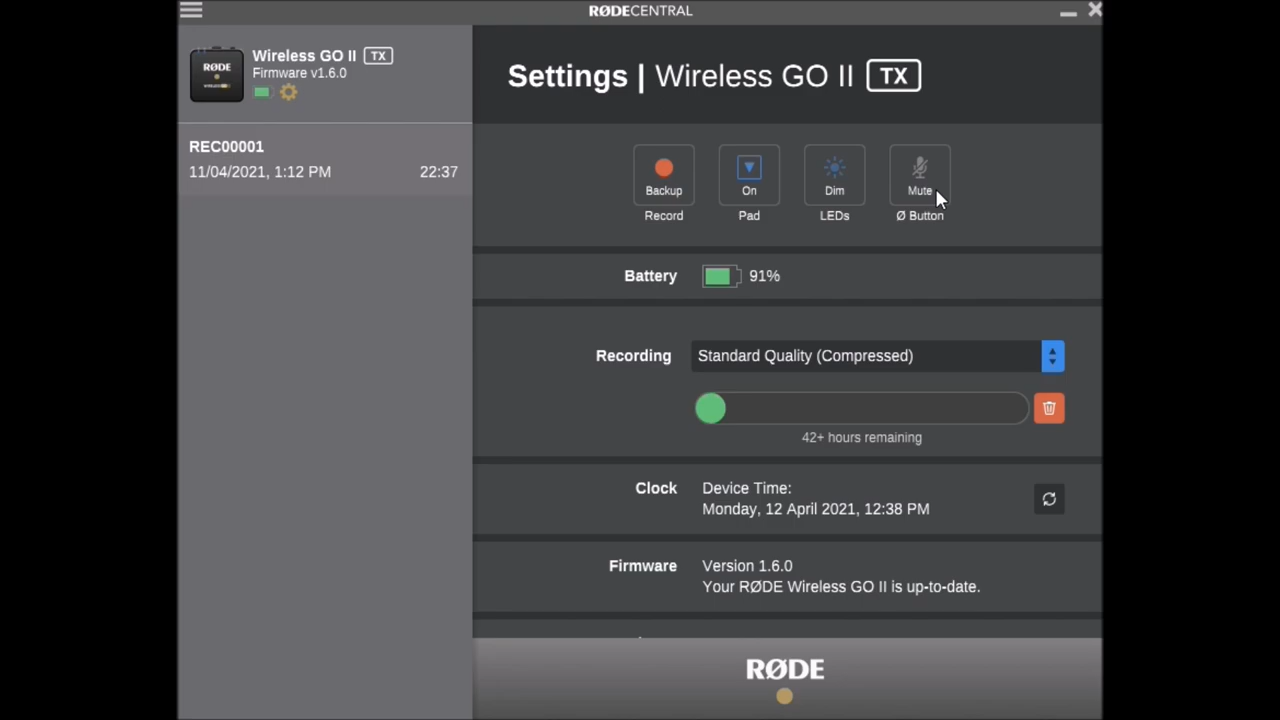 RØDECENTRAL
Wireless GO II TX
Firmware v1.6.0
RØDE
REC00001
11/04/2021, 1:12 PM 22:37
Settings | Wireless GO II TX
Backup On Dim Mute
Record Pad LEDs Ø Button
Battery 91%
Recording Standard Quality (Compressed)
42+ hours remaining
Clock Device Time:
Monday, 12 April 2021, 12:38 PM
Firmware Version 1.6.0
Your RØDE Wireless GO II is up-to-date.
RØDE